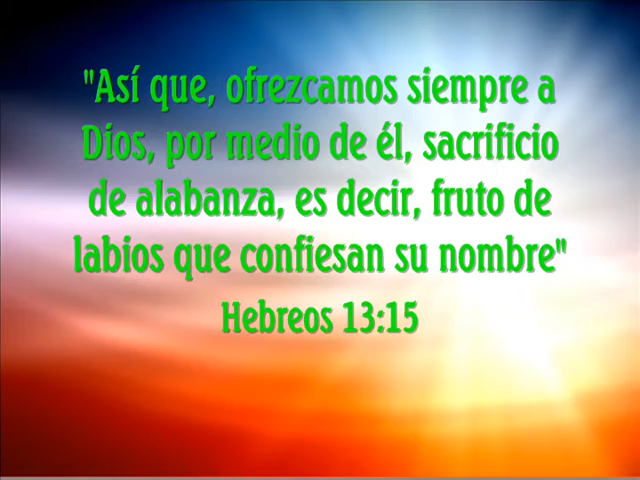 "Así que, ofrezcamos siempre a
Dios, por medio de él, sacrificio
de alabanza, es decir, fruto de
labios que confiesan su nombre"
Hebreos 13:15